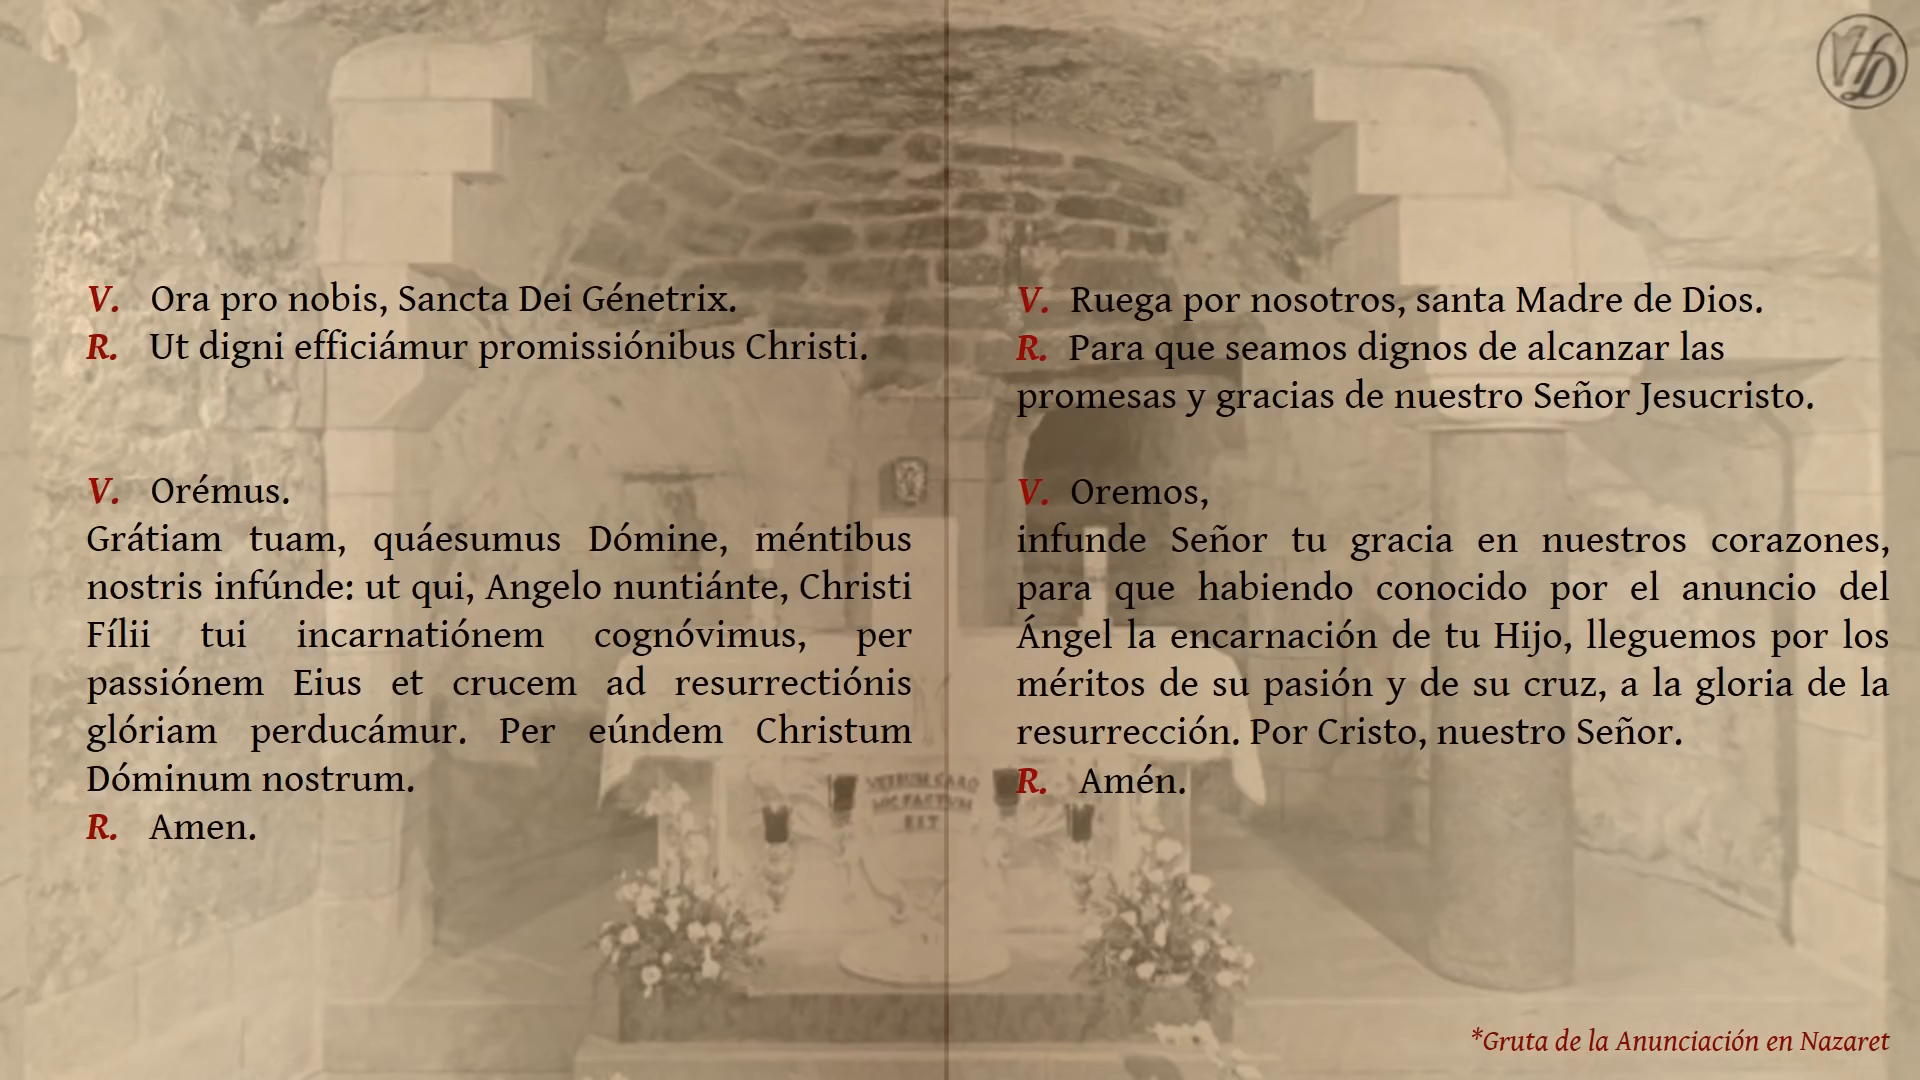 V. Ora pro nobis, Sancta Dei Génetrix.
R. Ut digni efficiámur promissiónibus Christi.
V. Orémus.
Grátiam tuam, quáesumus Dómine, méntibus
nostris infúnde: ut qui, Angelo nuntiánte, Christi
Fílii tui incarnatiónem cognóvimus, per
passiónem Eius et crucem ad resurrectiónis
glóriam perducámur. Per eúndem Christum
Dóminum nostrum.
R. Amen.
V. Ruega por nosotros, santa Madre de Dios.
R. Para que seamos dignos de alcanzar las
promesas y gracias de nuestro Señor Jesucristo.
V. Oremos,
infunde Señor tu gracia en nuestros corazones,
para que habiendo conocido por el anuncio del
Ángel la encarnación de tu Hijo, lleguemos por los
méritos de su pasión y de su cruz, a la gloria de la
resurrección. Por Cristo, nuestro Señor.
R. Amén.
VERBUM CARO
HIC FACTUM
EST
*Gruta de la Anunciación en Nazaret